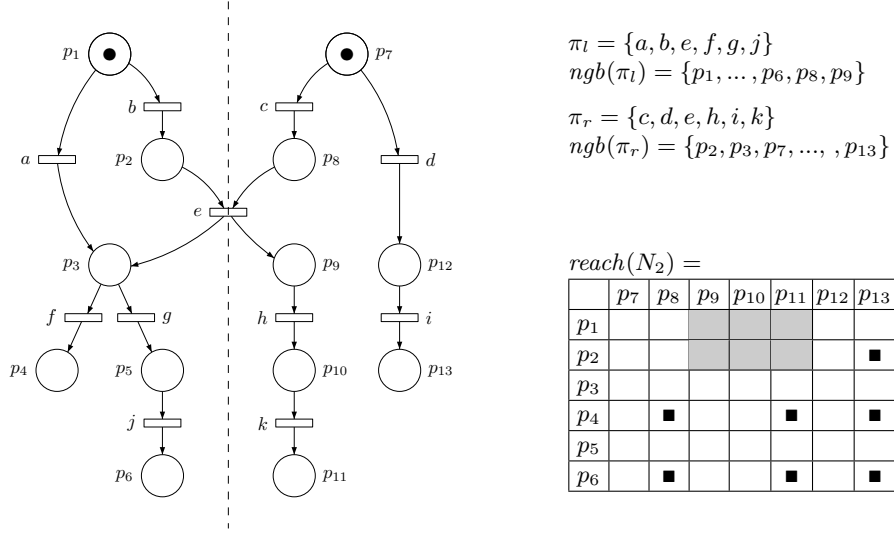 p1
p7
b
c
a
p2
p8
d
e
p3
p9
p12
f
g
h
i
p4
p5
p10
p13
j
k
p6
p11
πl = {a, b, e, f, g, j}
ngb(πl) = {p1, ... , p6, p8, p9}
πr = {c, d, e, h, i, k}
ngb(πr) = {p2, p3, p7, ..., , p13}
reach(N2) =
p7 p8 p9 p10 p11 p12 p13
p1
p2 ■
p3
p4 ■ ■ ■
p5
p6 ■ ■ ■